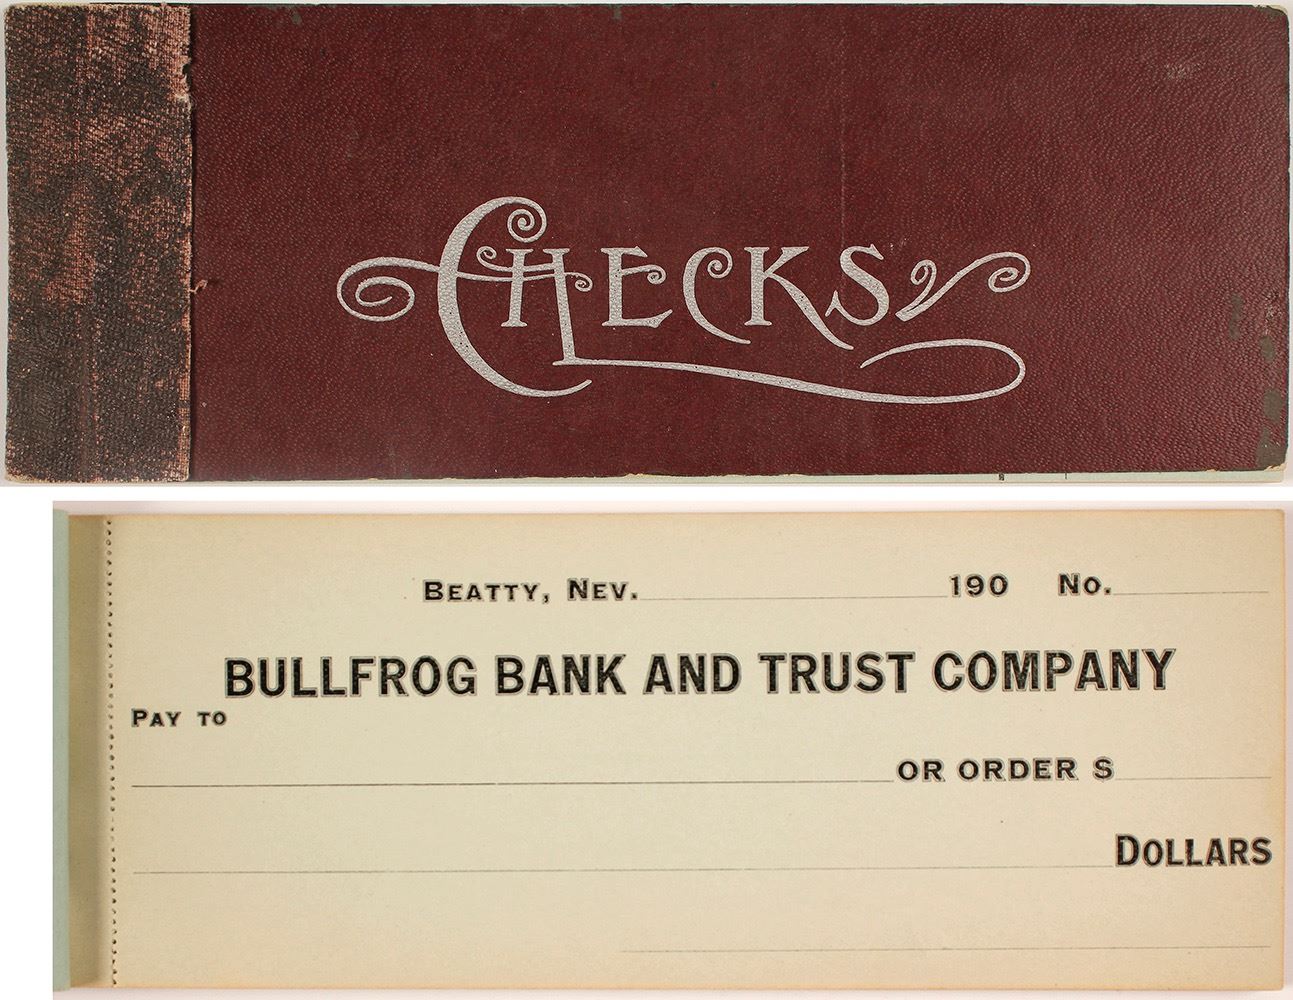 CHECKS
BEATTY, NEV. 190 No.
BULLFROG BANK AND TRUST COMPANY
PAY TO
OR ORDER $
DOLLARS